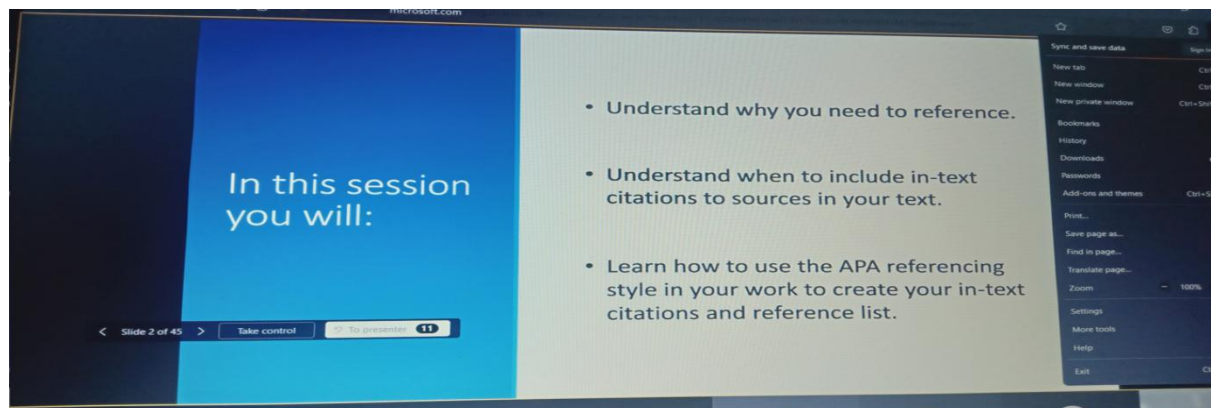 microsoft.com
In this session
you will:
• Understand why you need to reference.
• Understand when to include in-text
citations to sources in your text.
• Learn how to use the APA referencing
style in your work to create your in-text
citations and reference list.
Slide 2 of 45
Take control
To presenter 11
Sync and save data
New tab
New window
New private window
Bookmarks
History
Downloads
Passwords
Add-ons and themes
Print...
Save page as...
Find in page...
Translate page...
Zoom - 100%
Settings
More tools
Help
Exit